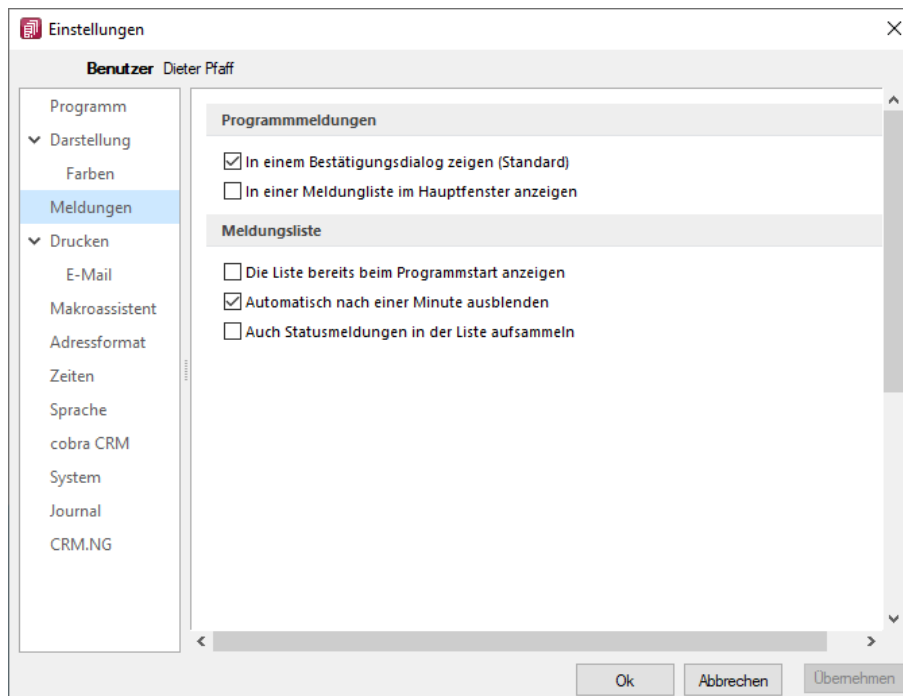 Einstellungen
Benutzer Dieter Pfaff
Programm
Darstellung
Farben
Meldungen
Drucken
E-Mail
Makroassistent
Adressformat
Zeiten
Sprache
cobra CRM
System
Journal
CRM.NG
Programmmeldungen
In einem Bestätigungsdialog zeigen (Standard)
In einer Meldungliste im Hauptfenster anzeigen
Meldungsliste
Die Liste bereits beim Programmstart anzeigen
Automatisch nach einer Minute ausblenden
Auch Statusmeldungen in der Liste aufsammeln
Ok Abbrechen Übernehmen